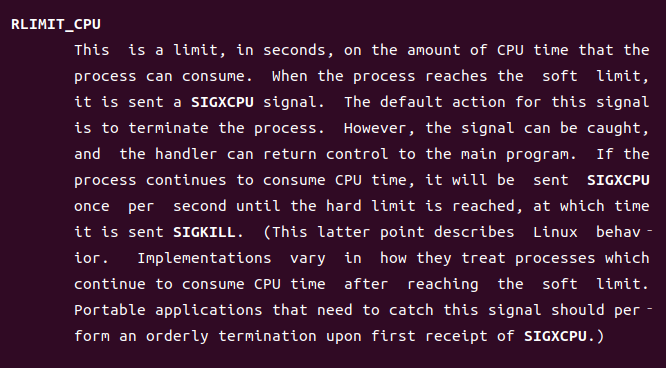 RLIMIT_CPU
This is a limit, in seconds, on the amount of CPU time that the
process can consume. When the process reaches the soft limit,
it is sent a SIGXCPU signal. The default action for this signal
is to terminate the process. However, the signal can be caught,
and the handler can return control to the main program. If the
process continues to consume CPU time, it will be sent SIGXCPU
once per second until the hard limit is reached, at which time
it is sent SIGKILL. (This latter point describes Linux behav‐
ior. Implementations vary in how they treat processes which
continue to consume CPU time after reaching the soft limit.
Portable applications that need to catch this signal should per‐
form an orderly termination upon first receipt of SIGXCPU.)